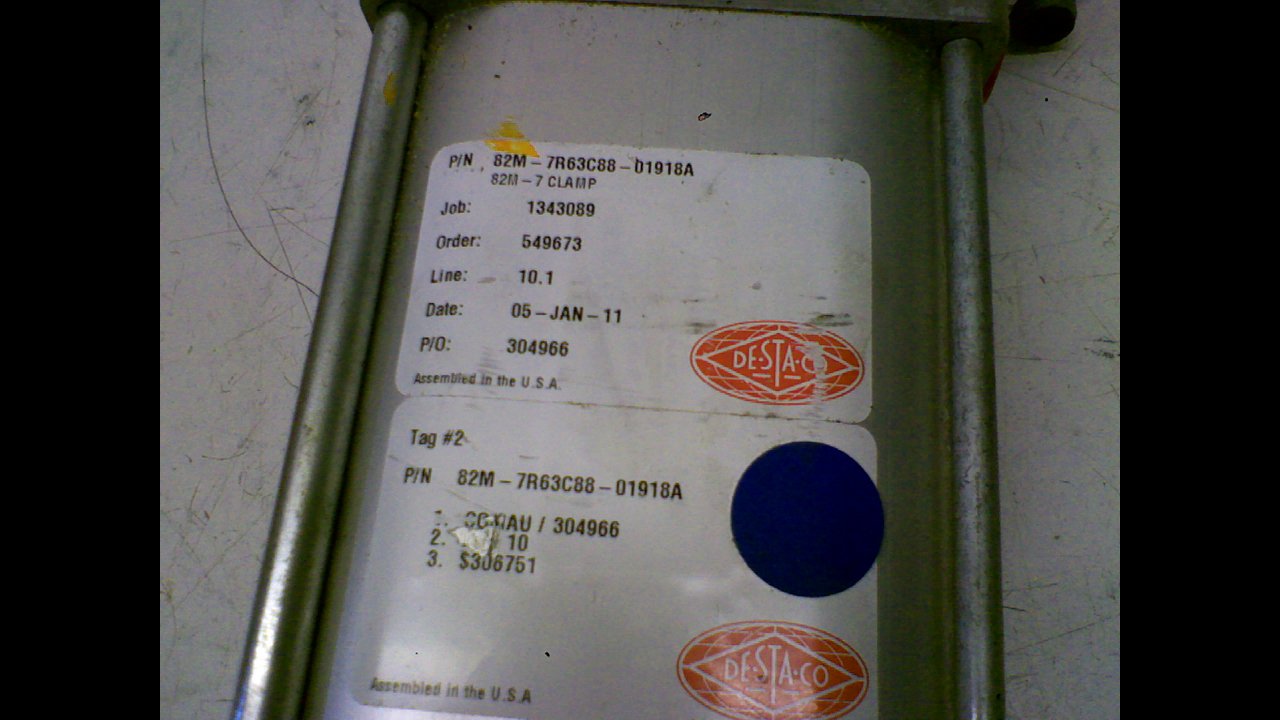 P/N 82M-7R63C88-01918A
82M-7 CLAMP
Job: 1343089
Order: 549673
Line: 10.1
Date: 05-JAN-11
P/O: 304966
DE-STA-CO
Assembled in the U.S.A.
Tag #2
P/N 82M-7R63C88-01918A
1. / 304966
2. 10
3. S306751
DE-STA-CO
Assembled in the U.S.A